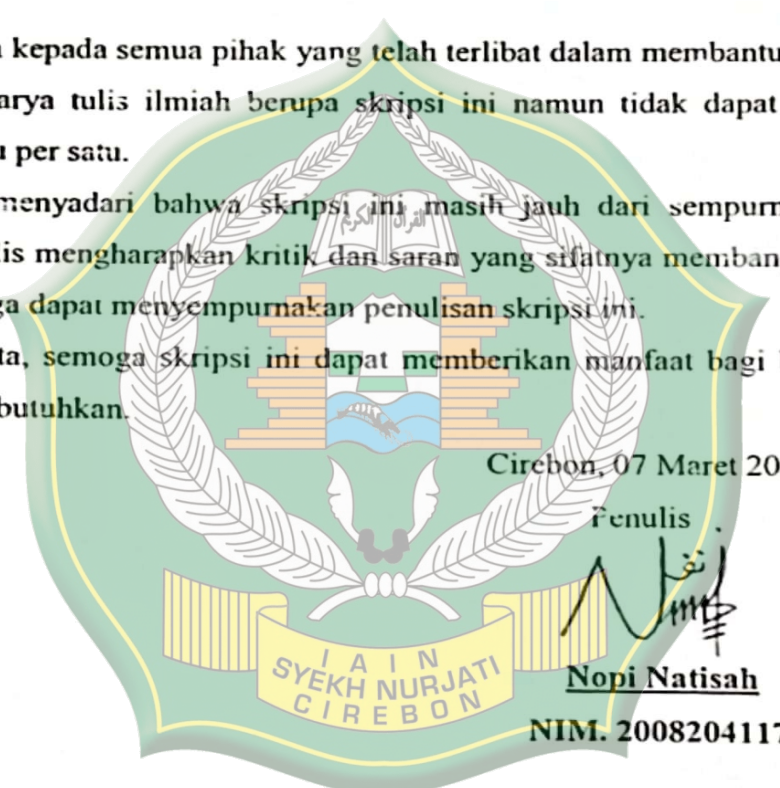 kepada semua pihak yang telah terlibat dalam membantu
arya tulis ilmiah berupa skripsi ini namun tidak dapat
per satu.
menyadari bahwa skripsi ini masih jauh dari sempurn
is mengharapkan kritik dan saran yang sifatnya memban
ga dapat menyempurnakan penulisan skripsi ini.
ta, semoga skripsi ini dapat memberikan manfaat bagi
butuhkan.
Cirebon, 07 Maret 20
Penulis
Nopi Natisah
NIM. 2008204117
القرآن الكريم
IAIN
SYEKH NURJATI
CIREBON